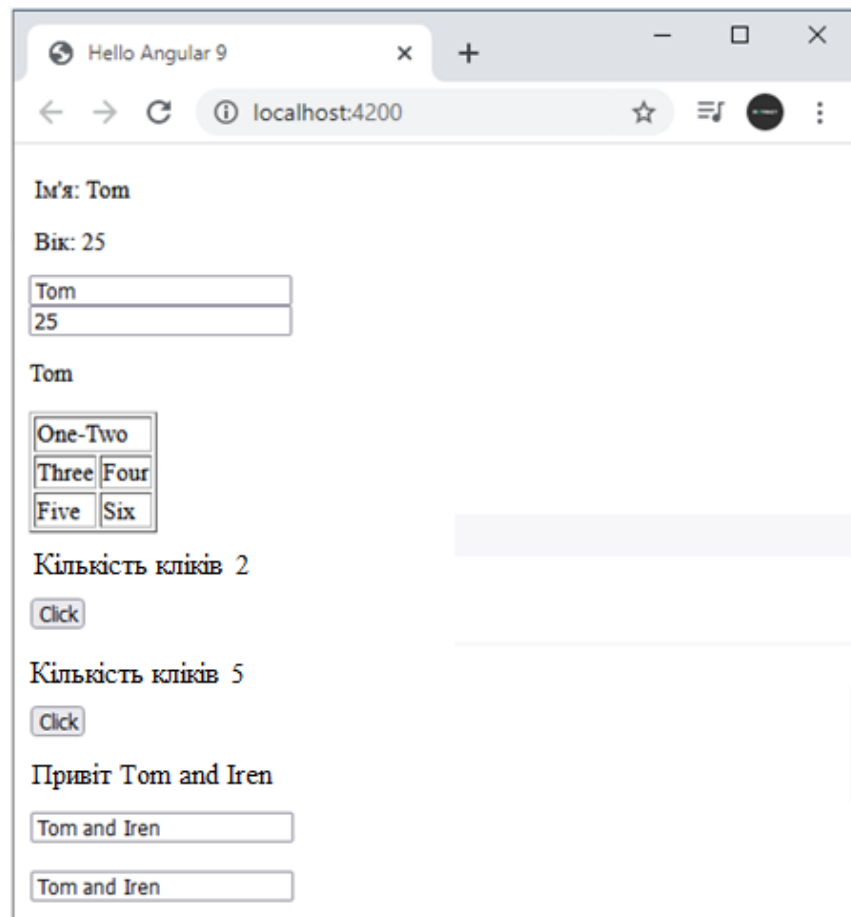 Hello Angular 9
localhost:4200
Ім'я: Tom
Вік: 25
Tom
25
Tom
One-Two
Three Four
Five Six
Кількість кліків 2
Click
Кількість кліків 5
Click
Привіт Tom and Iren
Tom and Iren
Tom and Iren